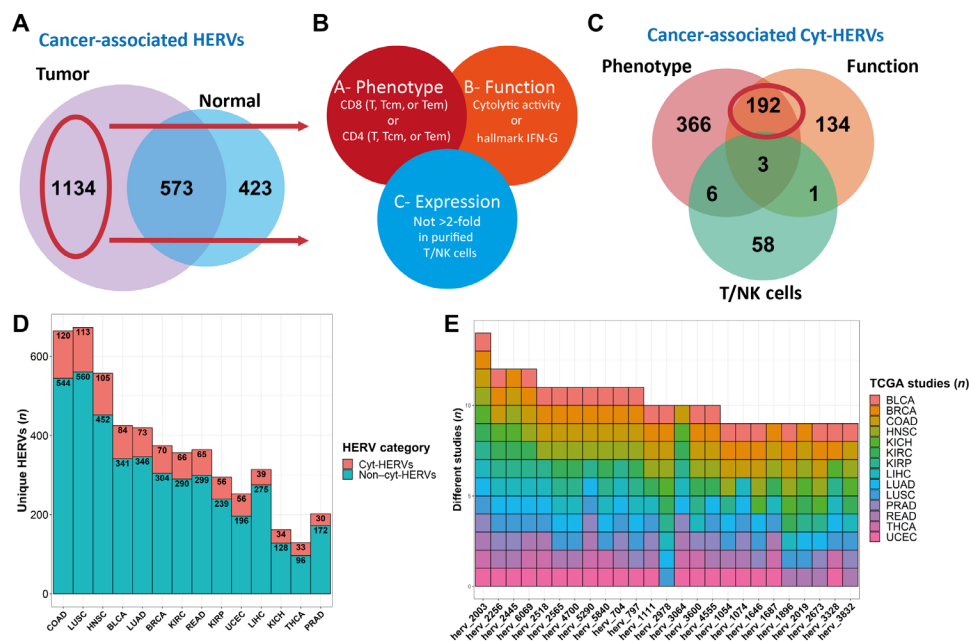 A
Cancer-associated HERVs
Tumor
Normal
1134
573
423
B
A- Phenotype
CD8 (T, Tcm, or Tem)
or
CD4 (T, Tcm, or Tem)
B- Function
Cytolytic activity
or
hallmark IFN-G
C- Expression
Not >2-fold
in purified
T/NK cells
C
Cancer-associated Cyt-HERVs
Phenotype
Function
366
192
134
3
6
1
58
T/NK cells
D
Unique HERVs (n)
600
400
200
0
120
544
113
560
105
452
84
341
73
346
70
304
66
290
65
299
56
239
56
196
39
275
34
128
33
96
30
172
COAD
LUSC
HNSC
BLCA
LUAD
BRCA
KIRC
READ
KIRP
UCEC
LIHC
KICH
THCA
PRAD
HERV category
Cyt-HERVs
Non–cyt-HERVs
E
Different studies (n)
10
5
0
herv_2003
herv_2256
herv_2445
herv_6069
herv_2518
herv_2565
herv_4700
herv_5290
herv_5840
herv_704
herv_797
herv_1111
herv_2978
herv_3064
herv_3600
herv_4555
herv_1054
herv_1074
herv_1646
herv_1687
herv_1896
herv_2019
herv_2673
herv_3328
herv_3832
TCGA studies (n)
BLCA
BRCA
COAD
HNSC
KICH
KIRC
KIRP
LIHC
LUAD
LUSC
PRAD
READ
THCA
UCEC